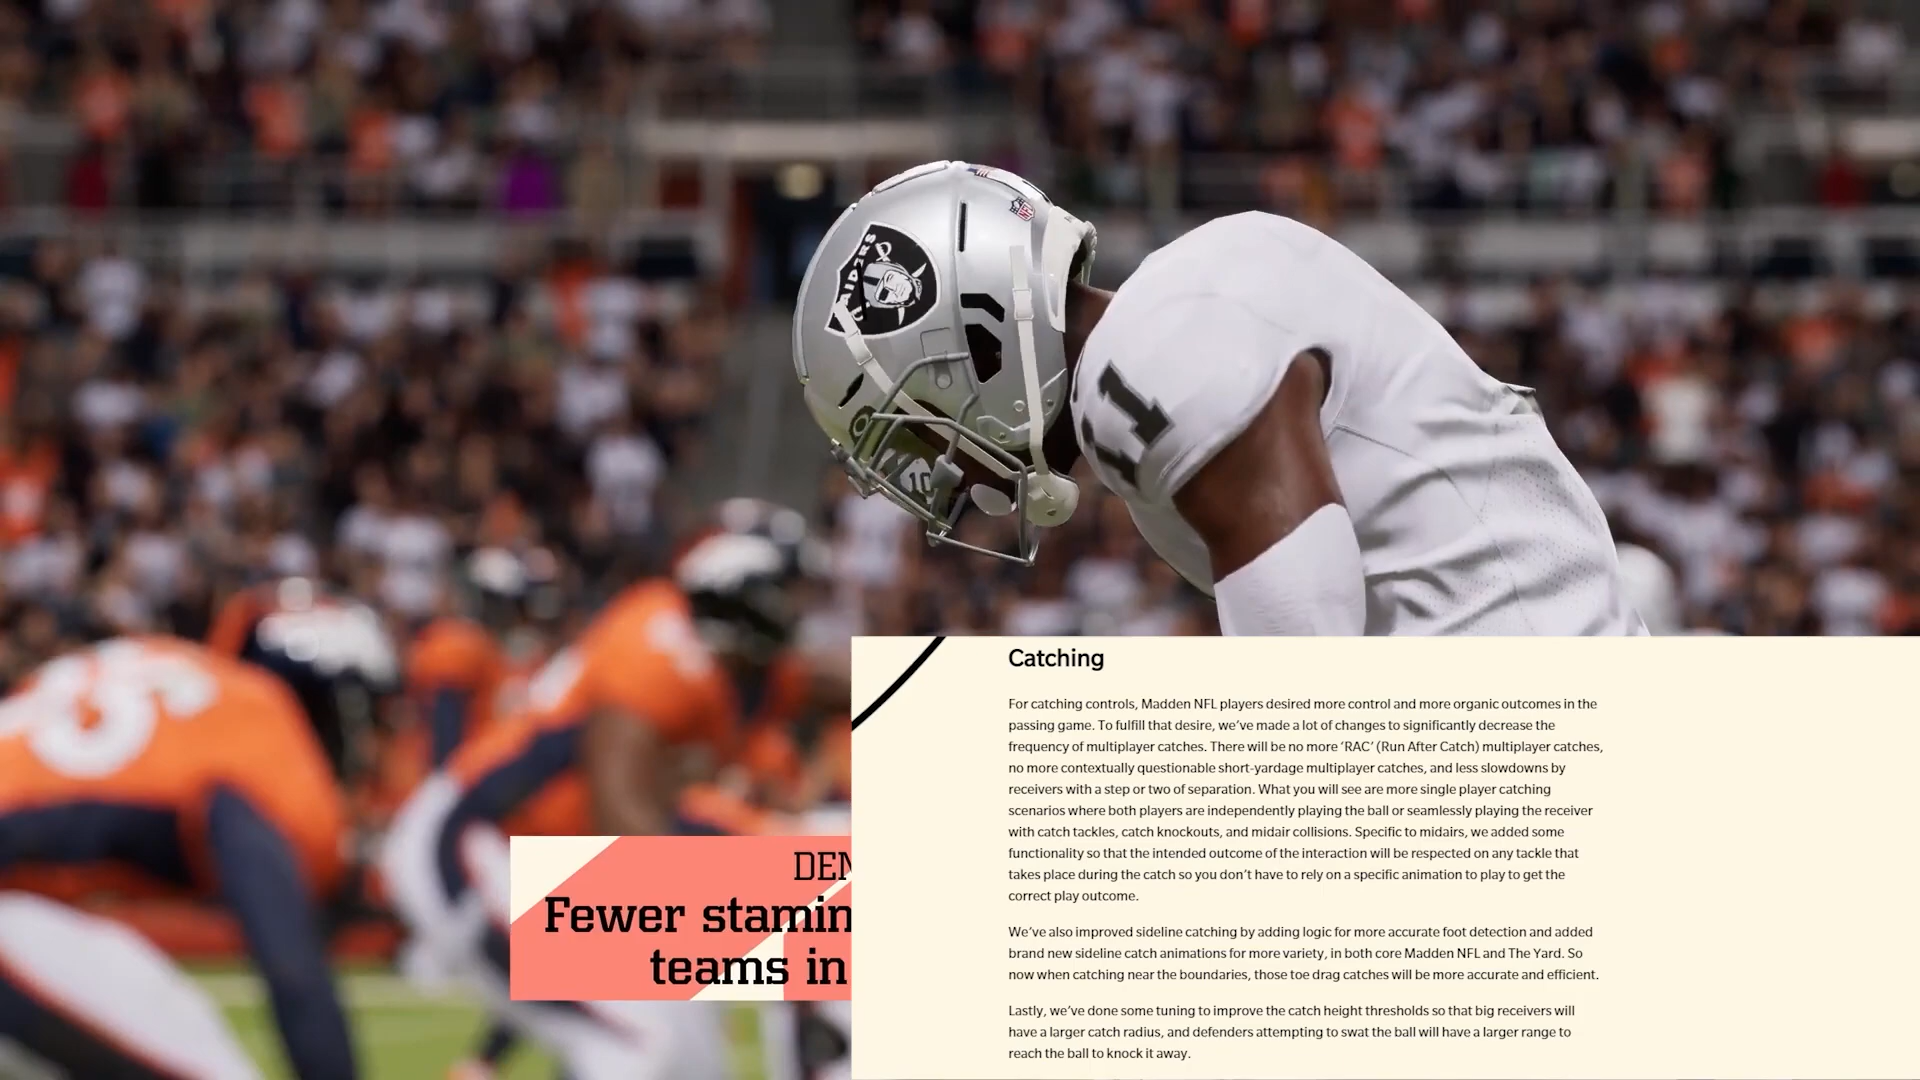 RAIDERS
NFL
11
10
Catching
For catching controls, Madden NFL players desired more control and more organic outcomes in the
passing game. To fulfill that desire, we’ve made a lot of changes to significantly decrease the
frequency of multiplayer catches. There will be no more ‘RAC’ (Run After Catch) multiplayer catches,
no more contextually questionable short-yardage multiplayer catches, and less slowdowns by
receivers with a step or two of separation. What you will see are more single player catching
scenarios where both players are independently playing the ball or seamlessly playing the receiver
with catch tackles, catch knockouts, and midair collisions. Specific to midairs, we added some
functionality so that the intended outcome of the interaction will be respected on any tackle that
takes place during the catch so you don’t have to rely on a specific animation to play to get the
correct play outcome.
We’ve also improved sideline catching by adding logic for more accurate foot detection and added
brand new sideline catch animations for more variety, in both core Madden NFL and The Yard. So
now when catching near the boundaries, those toe drag catches will be more accurate and efficient.
Lastly, we’ve done some tuning to improve the catch height thresholds so that big receivers will
have a larger catch radius, and defenders attempting to swat the ball will have a larger range to
reach the ball to knock it away.
DEN
Fewer stamin
teams in